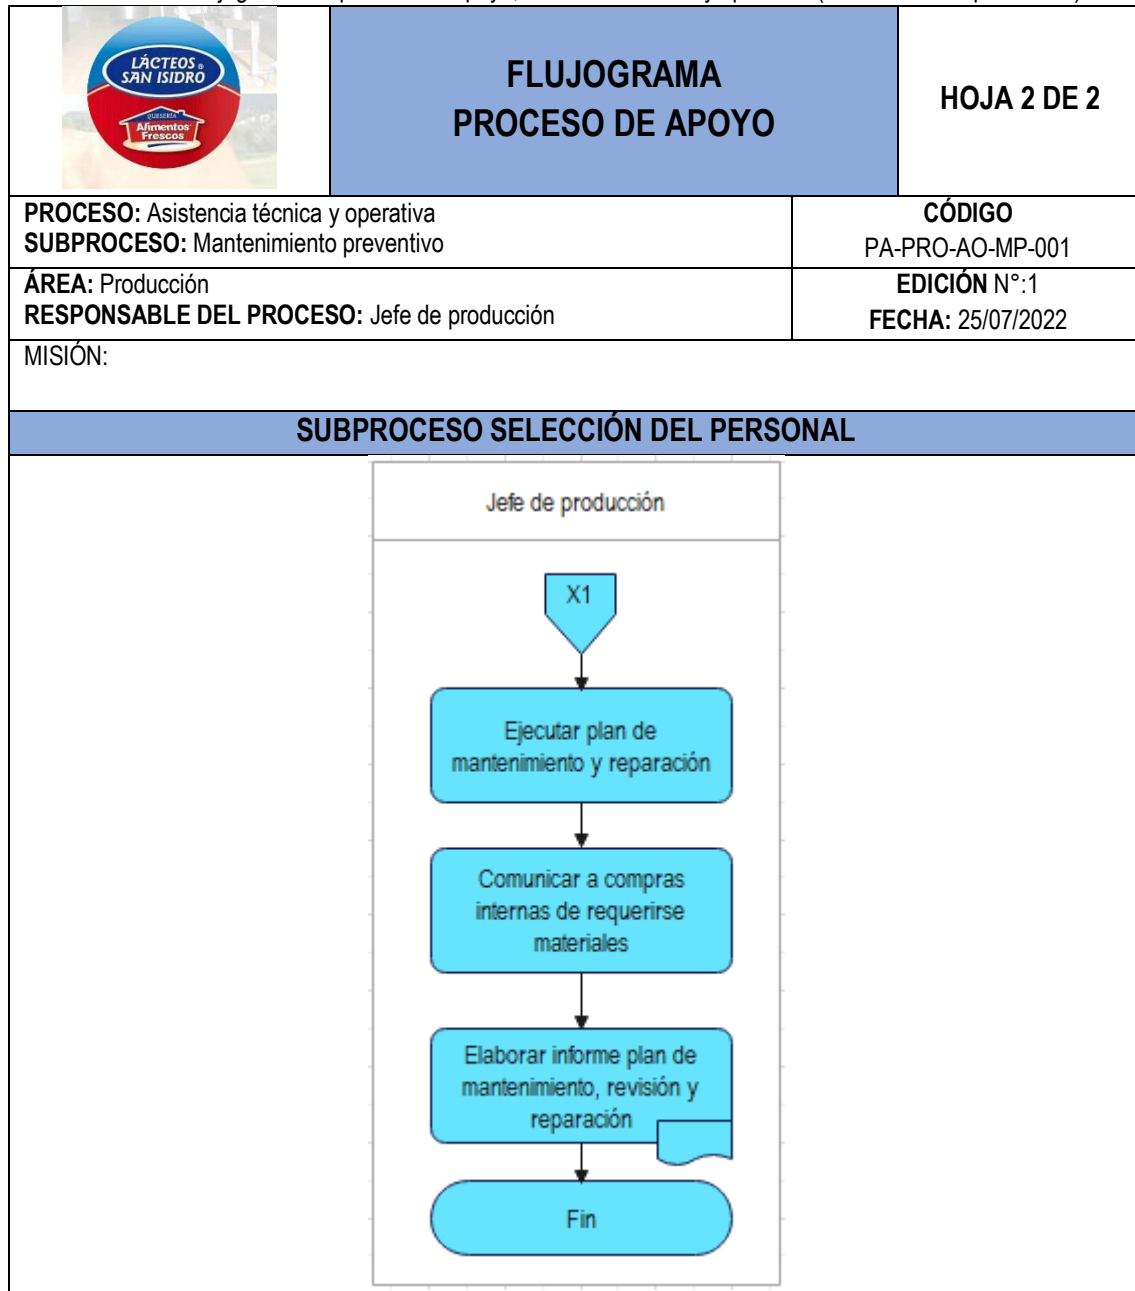 LÁCTEOS ®
SAN ISIDRO
QUESERÍA
Alimentos
Frescos
FLUJOGRAMA
PROCESO DE APOYO
HOJA 2 DE 2
PROCESO: Asistencia técnica y operativa
SUBPROCESO: Mantenimiento preventivo
CÓDIGO
PA-PRO-AO-MP-001
ÁREA: Producción
RESPONSABLE DEL PROCESO: Jefe de producción
EDICIÓN N°:1
FECHA: 25/07/2022
MISIÓN:
SUBPROCESO SELECCIÓN DEL PERSONAL
Jefe de producción
X1
Ejecutar plan de
mantenimiento y reparación
Comunicar a compras
internas de requerirse
materiales
Elaborar informe plan de
mantenimiento, revisión y
reparación
Fin